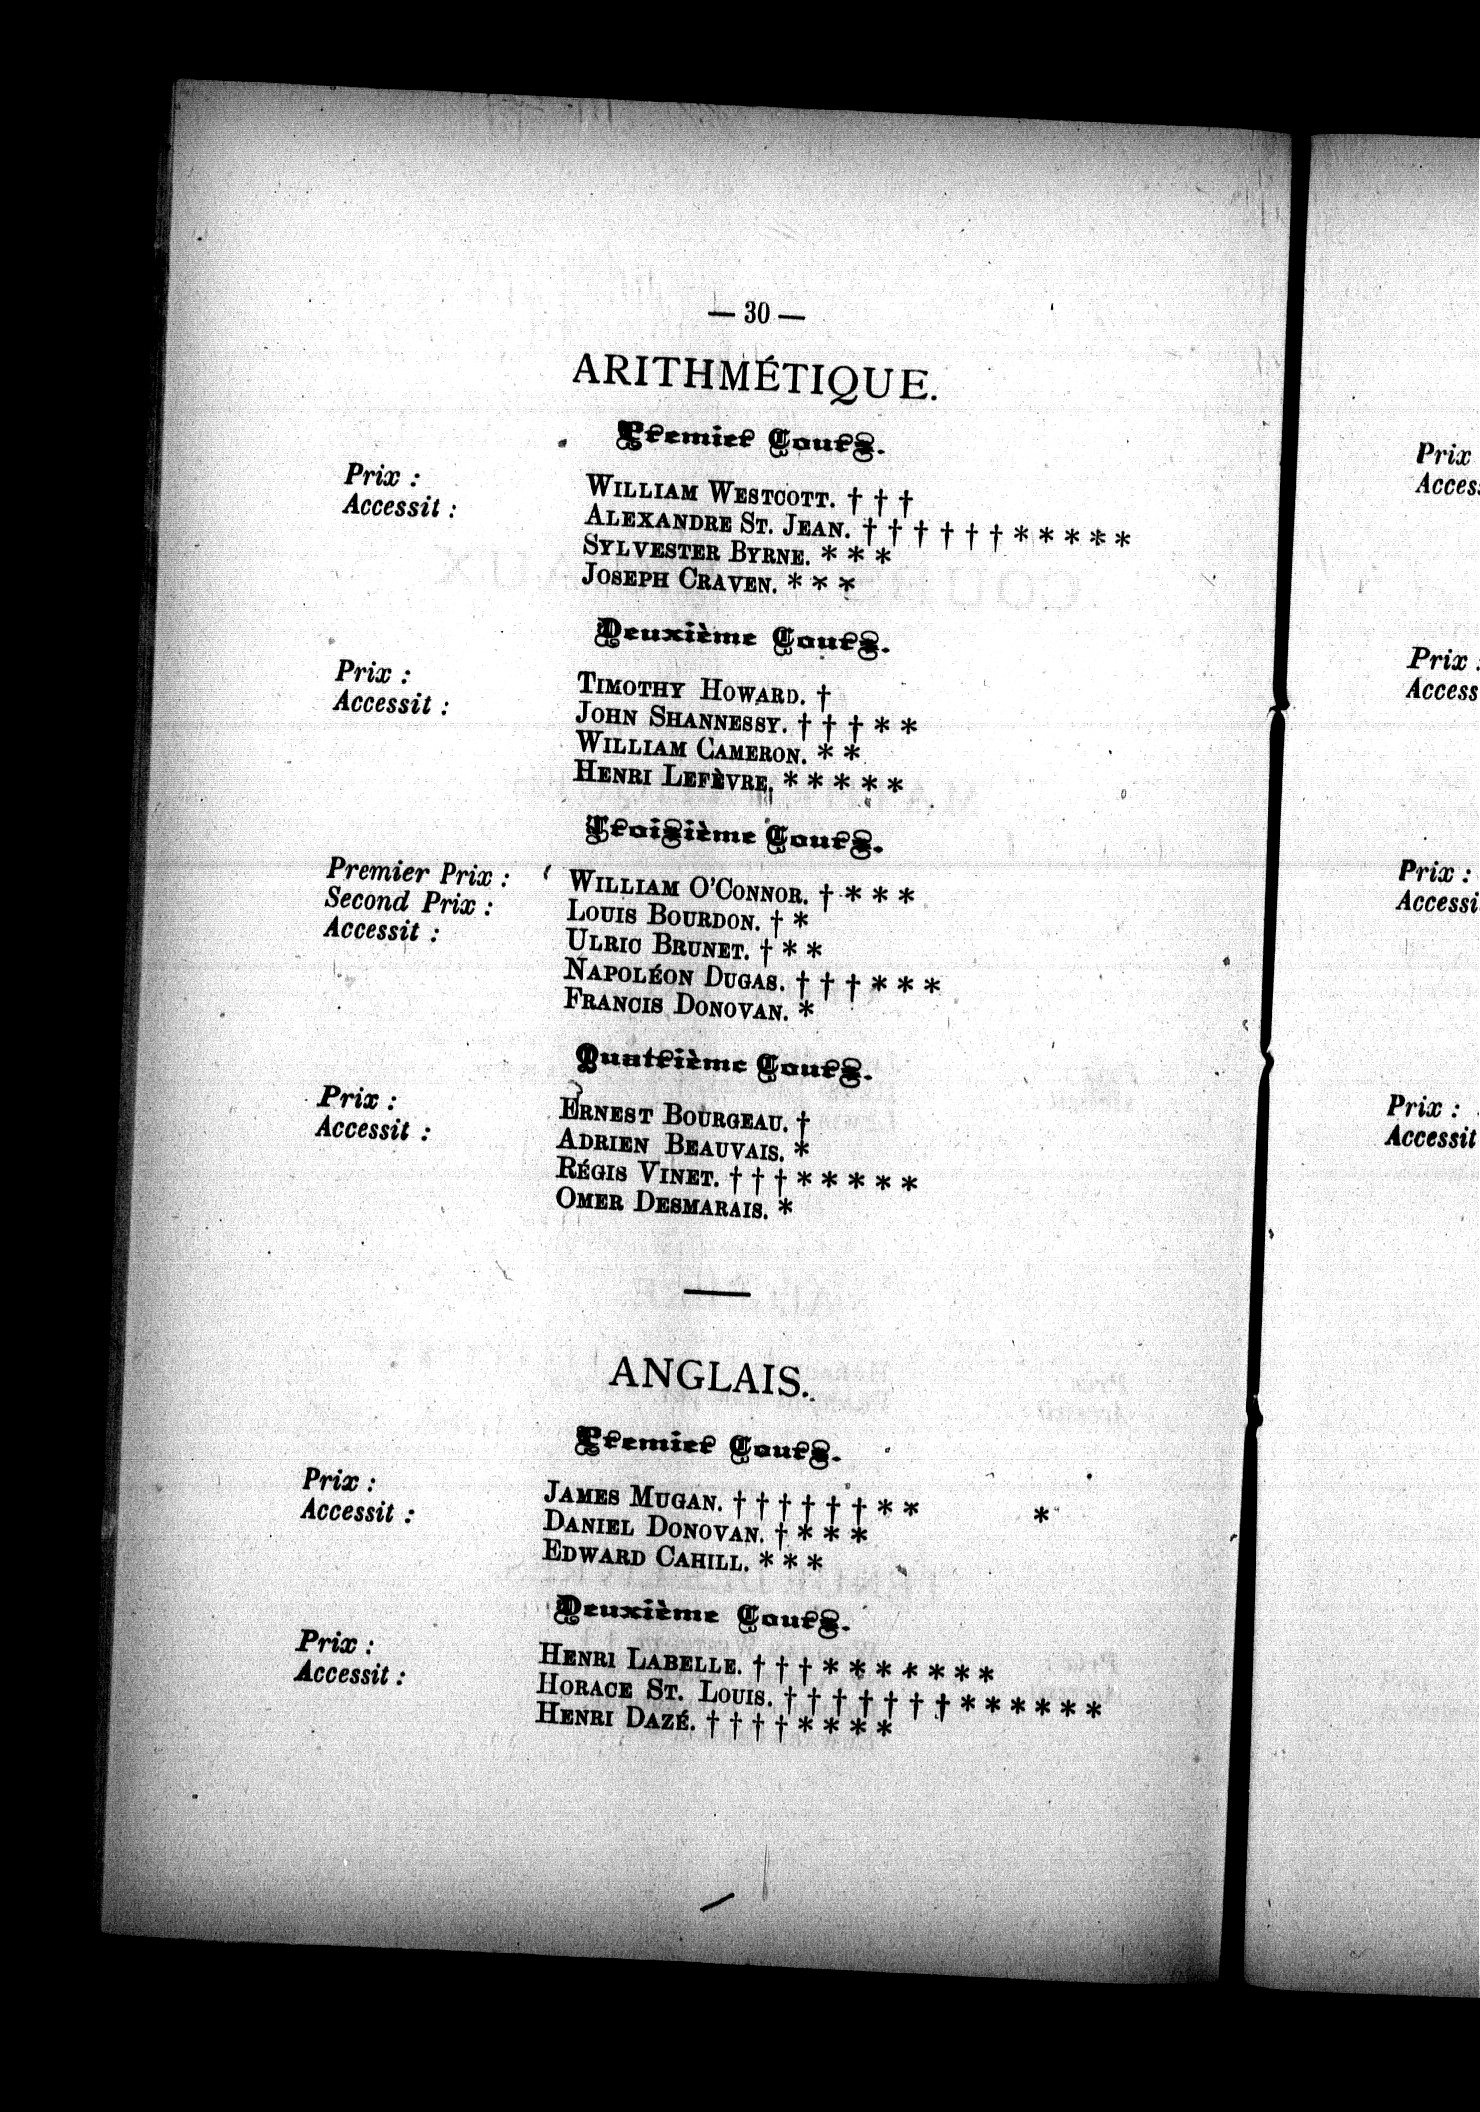 — 30 —
ARITHMÉTIQUE.
Premier Cours.
Prix : WILLIAM WESTCOTT. † † †
Accessit : ALEXANDRE ST. JEAN. † † † † † † * * * * *
SYLVESTER BYRNE. * * *
JOSEPH CRAVEN. * * *
Deuxième Cours.
Prix : TIMOTHY HOWARD. †
Accessit : JOHN SHANNESSY. † † † * *
WILLIAM CAMERON. * *
HENRI LEFÈVRE. * * * * *
Troisième Cours.
Premier Prix : WILLIAM O'CONNOR. † * * *
Second Prix : LOUIS BOURDON. † *
Accessit : ULRIC BRUNET. † * *
NAPOLÉON DUGAS. † † † * * *
FRANCIS DONOVAN. *
Quatrième Cours.
Prix : ERNEST BOURGEAU. †
Accessit : ADRIEN BEAUVAIS. *
RÉGIS VINET. † † † * * * * *
OMER DESMARAIS. *
ANGLAIS.
Premier Cours.
Prix : JAMES MUGAN. † † † † † † * * *
Accessit : DANIEL DONOVAN. † * * *
EDWARD CAHILL. * * *
Deuxième Cours.
Prix : HENRI LABELLE. † † † * * * * * * *
Accessit : HORACE ST. LOUIS. † † † † † † † * * * * * *
HENRI DAZÉ. † † † † * * * *
Prix
Access
Prix :
Access
Prix :
Accessi
Prix :
Accessit